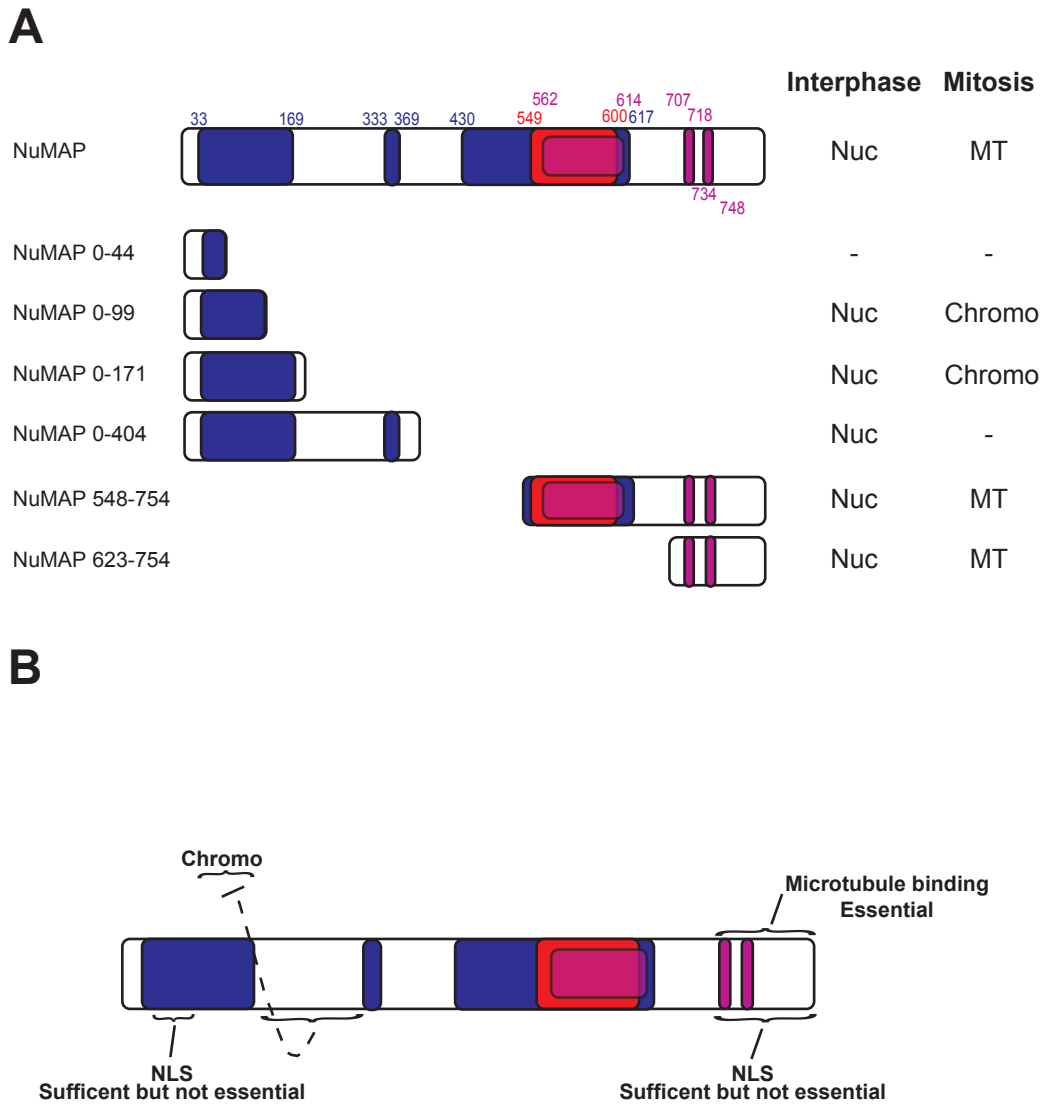 A
Interphase Mitosis
562 614 707
33 169 333 369 430 549 600 617 718
NuMAP Nuc MT
734
748
NuMAP 0-44 - -
NuMAP 0-99 Nuc Chromo
NuMAP 0-171 Nuc Chromo
NuMAP 0-404 Nuc -
NuMAP 548-754 Nuc MT
NuMAP 623-754 Nuc MT
B
Chromo
Microtubule binding
Essential
NLS NLS
Sufficent but not essential Sufficent but not essential